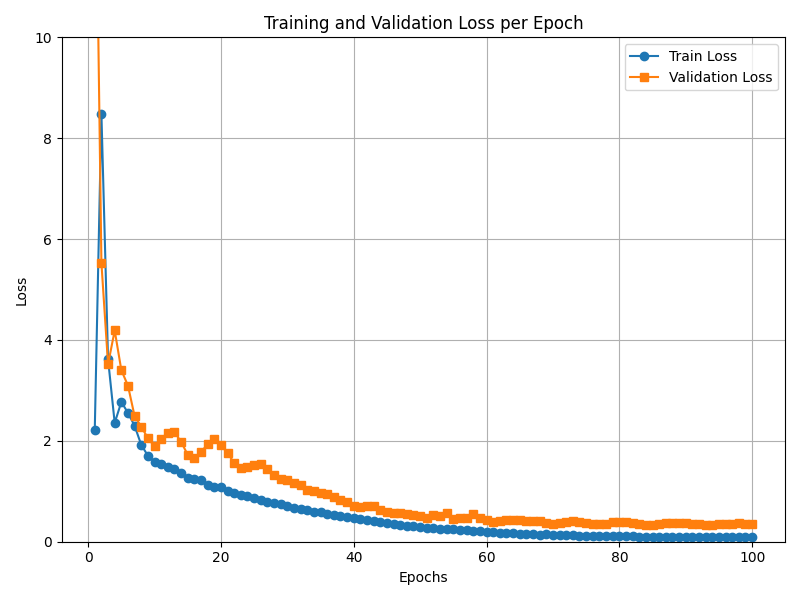 Training and Validation Loss per Epoch
Train Loss
Validation Loss
10
8
6
4
2
0
Loss
0 20 40 60 80 100
Epochs